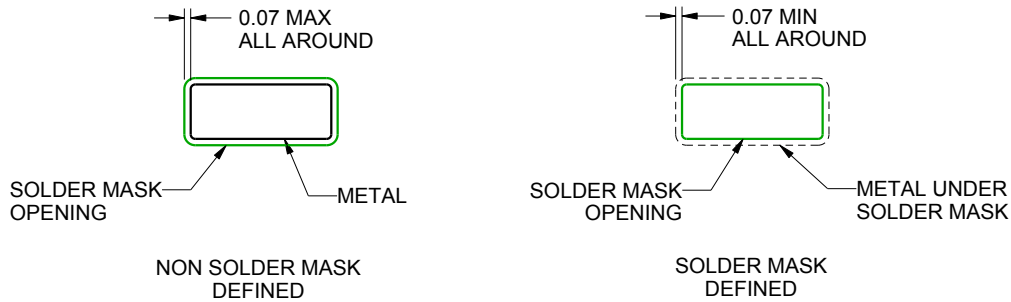 0.07 MAX
ALL AROUND
SOLDER MASK
OPENING
METAL
NON SOLDER MASK
DEFINED
0.07 MIN
ALL AROUND
SOLDER MASK
OPENING
METAL UNDER
SOLDER MASK
SOLDER MASK
DEFINED